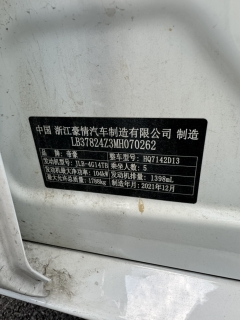 中国 浙江豪情汽车制造有限公司 制造
LB37824Z3MH070262
品牌：帝豪 整车型号：HQ7142D13
发动机型号：JLB-4G14TB 乘坐人数：5
发动机最大净功率：104kW 发动机排量：1398mL
最大允许总质量：1768kg 制造年月：2021年12月